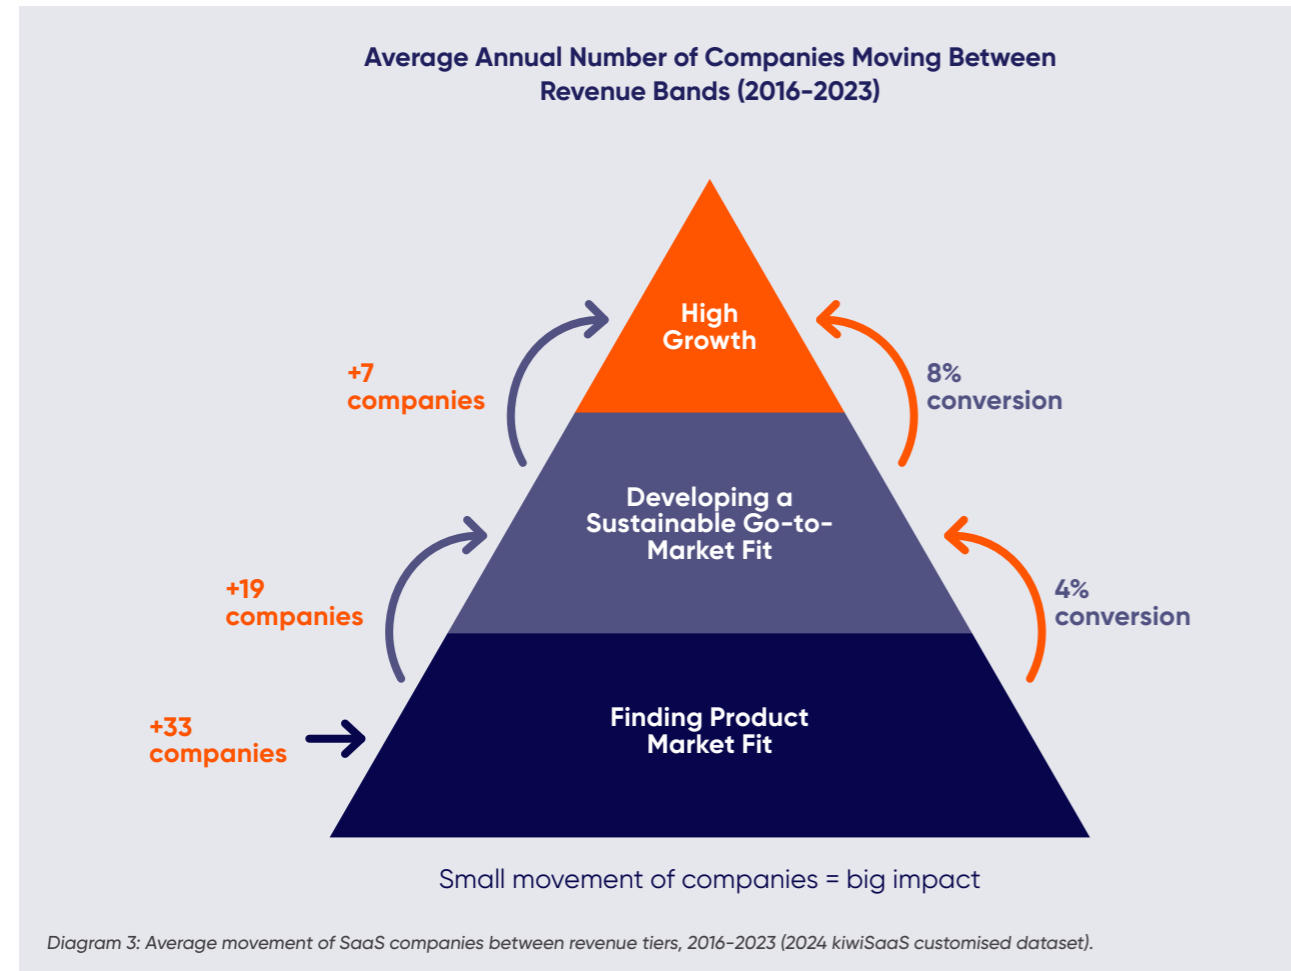 Average Annual Number of Companies Moving Between
Revenue Bands (2016-2023)
High
Growth
+7
companies
8%
conversion
Developing a
Sustainable Go-to-
Market Fit
+19
companies
4%
conversion
+33
companies
Finding Product
Market Fit
Small movement of companies = big impact
Diagram 3: Average movement of SaaS companies between revenue tiers, 2016-2023 (2024 kiwiSaaS customised dataset).